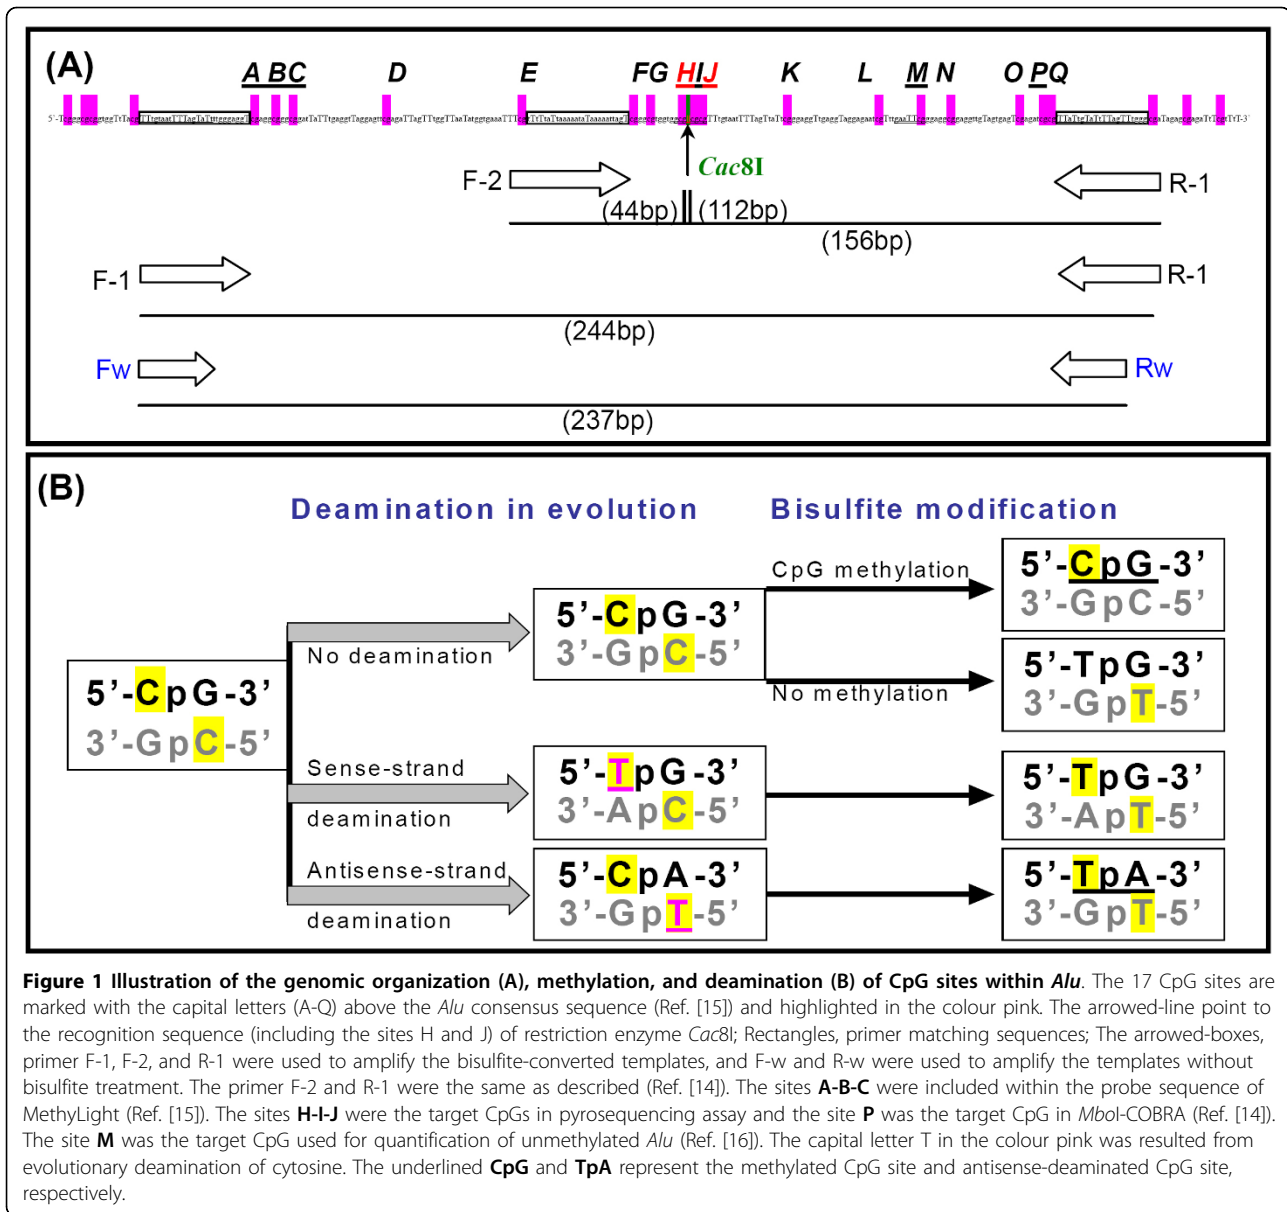 (A)
A BC D E FG HIJ K L M N O PQ
Cac8I
F-2
R-1
(44bp) (112bp)
(156bp)
F-1
R-1
(244bp)
Fw
Rw
(237bp)
(B)
Deamination in evolution Bisulfite modification
5’-CpG-3’
3’-GpC-5’
No deamination
5’-CpG-3’
3’-GpC-5’
CpG methylation
5’-CpG-3’
3’-GpC-5’
No methylation
5’-TpG-3’
3’-GpT-5’
Sense-strand
deamination
5’-TpG-3’
3’-ApC-5’
5’-TpG-3’
3’-ApT-5’
Antisense-strand
deamination
5’-CpA-3’
3’-GpT-5’
5’-TpA-3’
3’-GpT-5’
Figure 1 Illustration of the genomic organization (A), methylation, and deamination (B) of CpG sites within Alu. The 17 CpG sites are
marked with the capital letters (A-Q) above the Alu consensus sequence (Ref. [15]) and highlighted in the colour pink. The arrowed-line point to
the recognition sequence (including the sites H and J) of restriction enzyme Cac8I; Rectangles, primer matching sequences; The arrowed-boxes,
primer F-1, F-2, and R-1 were used to amplify the bisulfite-converted templates, and F-w and R-w were used to amplify the templates without
bisulfite treatment. The primer F-2 and R-1 were the same as described (Ref. [14]). The sites A-B-C were included within the probe sequence of
MethyLight (Ref. [15]). The sites H-I-J were the target CpGs in pyrosequencing assay and the site P was the target CpG in MboI-COBRA (Ref. [14]).
The site M was the target CpG used for quantification of unmethylated Alu (Ref. [16]). The capital letter T in the colour pink was resulted from
evolutionary deamination of cytosine. The underlined CpG and TpA represent the methylated CpG site and antisense-deaminated CpG site,
respectively.